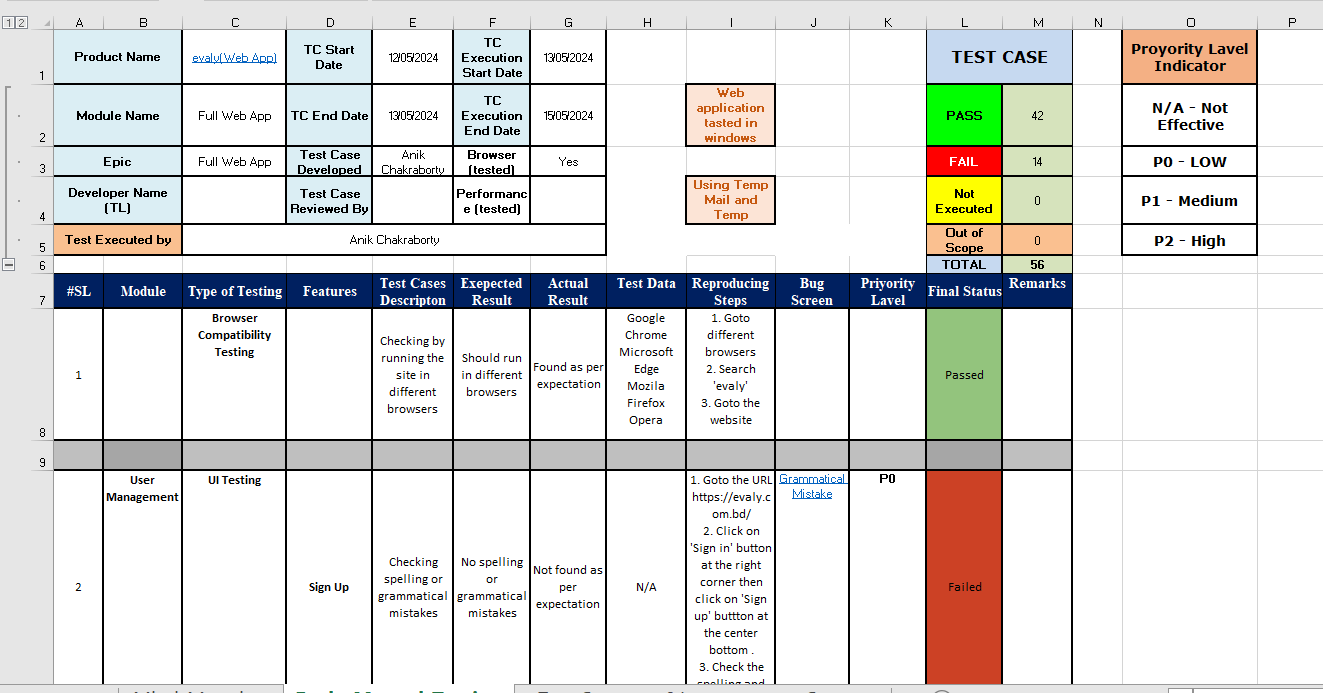 1 2 A B C D E F G H I J K L M N O P
1
Product Name
evaly(Web App)
TC Start
Date
12/05/2024
TC
Execution
Start Date
13/05/2024
TEST CASE
Proyority Lavel
Indicator
2
Module Name
Full Web App
TC End Date
13/05/2024
TC
Execution
End Date
15/05/2024
Web
application
tasted in
windows
PASS
42
N/A - Not
Effective
3
Epic
Full Web App
Test Case
Developed
Anik
Chakraborty
Browser
(tested)
Yes
FAIL
14
P0 - LOW
4
Developer Name
(TL)
Test Case
Reviewed By
Performanc
e (tested)
Using Temp
Mail and
Temp
Not
Executed
0
P1 - Medium
5
Test Executed by
Anik Chakraborty
Out of
Scope
0
P2 - High
6
TOTAL
56
7
#SL
Module
Type of Testing
Features
Test Cases
Descripton
Exepected
Result
Actual
Result
Test Data
Reproducing
Steps
Bug
Screen
Priyority
Lavel
Final Status
Remarks
8
1
Browser
Compatibility
Testing
Checking by
running the
site in
different
browsers
Should run
in different
browsers
Found as per
expectation
Google
Chrome
Microsoft
Edge
Mozila
Firefox
Opera
1. Goto
different
browsers
2. Search
'evaly'
3. Goto the
website
Passed
9
2
User
Management
UI Testing
Sign Up
Checking
spelling or
grammatical
mistakes
No spelling
or
grammatical
mistakes
Not found as
per
expectation
N/A
1. Goto the URL
https://evaly.c
om.bd/
2. Click on
'Sign in' button
at the right
corner then
click on 'Sign
up' buttton at
the center
bottom .
3. Check the
spelling and
Grammatical
Mistake
P0
Failed